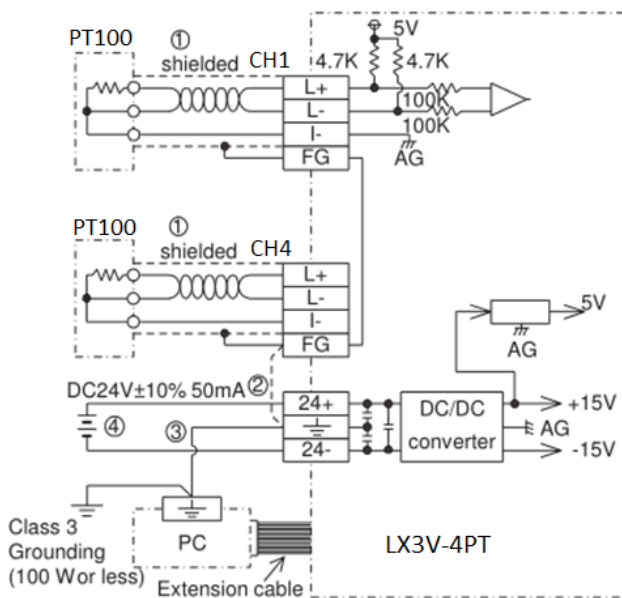 PT100
① shielded
CH1
L+
L-
I-
FG
5V
4.7K
4.7K
100K
100K
AG
PT100
① shielded
CH4
L+
L-
I-
FG
5V
AG
②
DC24V±10% 50mA
24+
24-
③
④
DC/DC
converter
+15V
AG
-15V
Class 3
Grounding
(100 W or less)
PC
Extension cable
LX3V-4PT